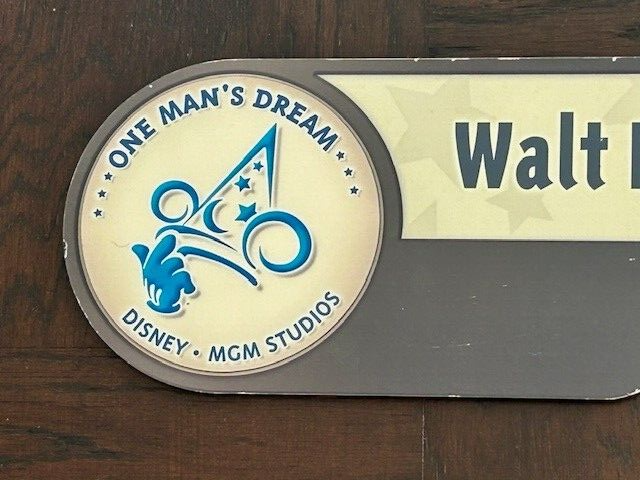 ONE MAN'S DREAM
DISNEY • MGM STUDIOS
Walt